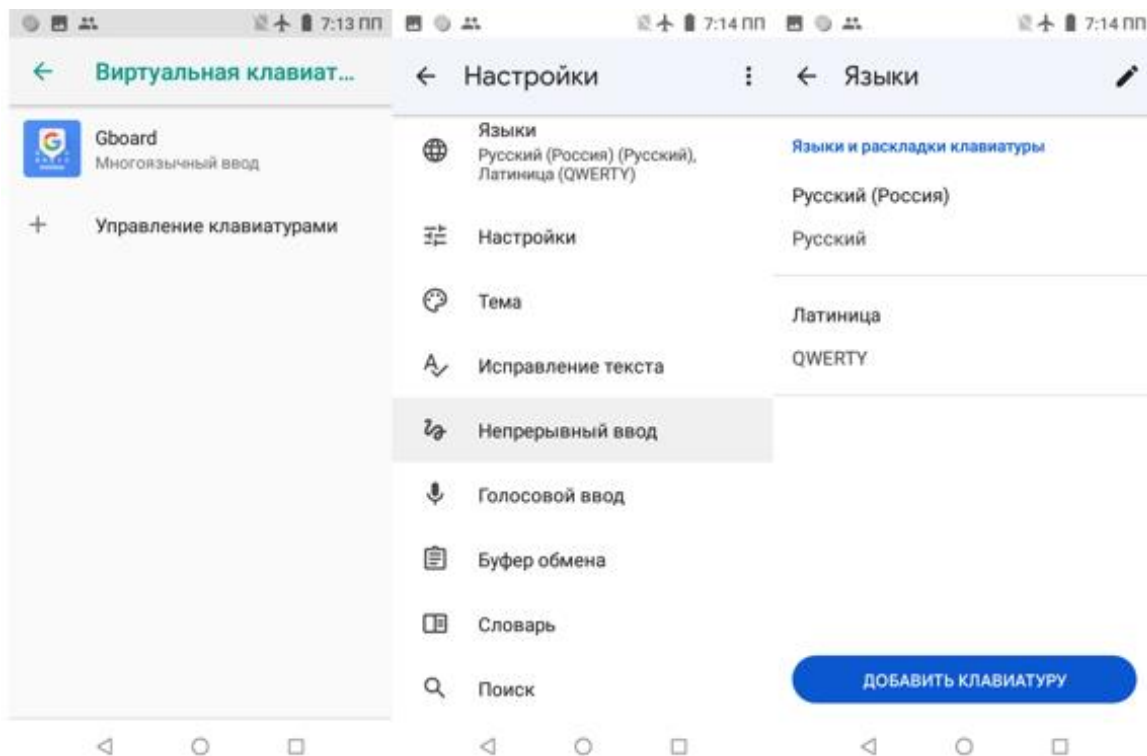 7:13 ПП
Виртуальная клавиат...
Gboard
Многоязычный ввод
Управление клавиатурами
7:14 ПП
Настройки
Языки
Русский (Россия) (Русский),
Латиница (QWERTY)
Настройки
Тема
Исправление текста
Непрерывный ввод
Голосовой ввод
Буфер обмена
Словарь
Поиск
7:14 ПП
Языки
Языки и раскладки клавиатуры
Русский (Россия)
Русский
Латиница
QWERTY
ДОБАВИТЬ КЛАВИАТУРУ